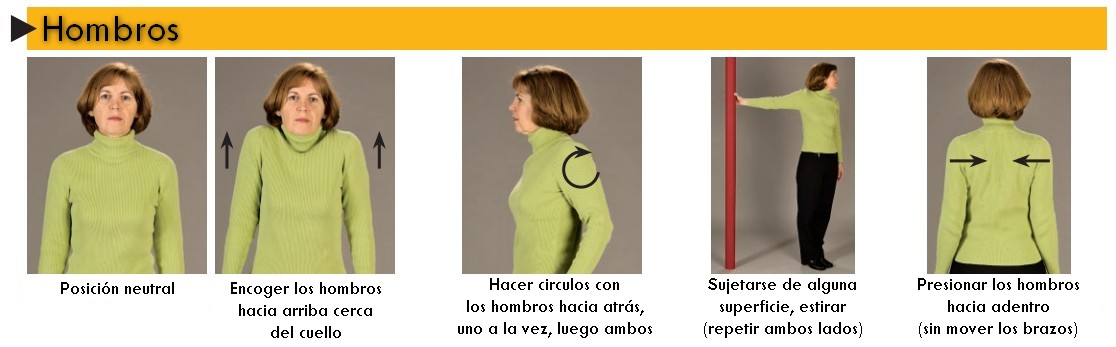 Hombros
Posición neutral
Encoger los hombros
hacia arriba cerca
del cuello
Hacer circulos con
los hombros hacia atrás,
uno a la vez, luego ambos
Sujetarse de alguna
superficie, estirar
(repetir ambos lados)
Presionar los hombros
hacia adentro
(sin mover los brazos)